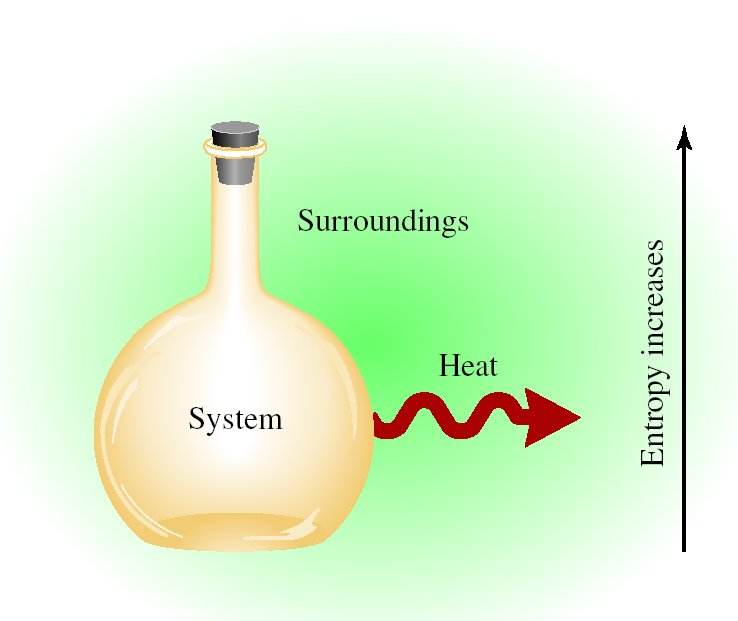 Surroundings
Heat
System
Entropy increases